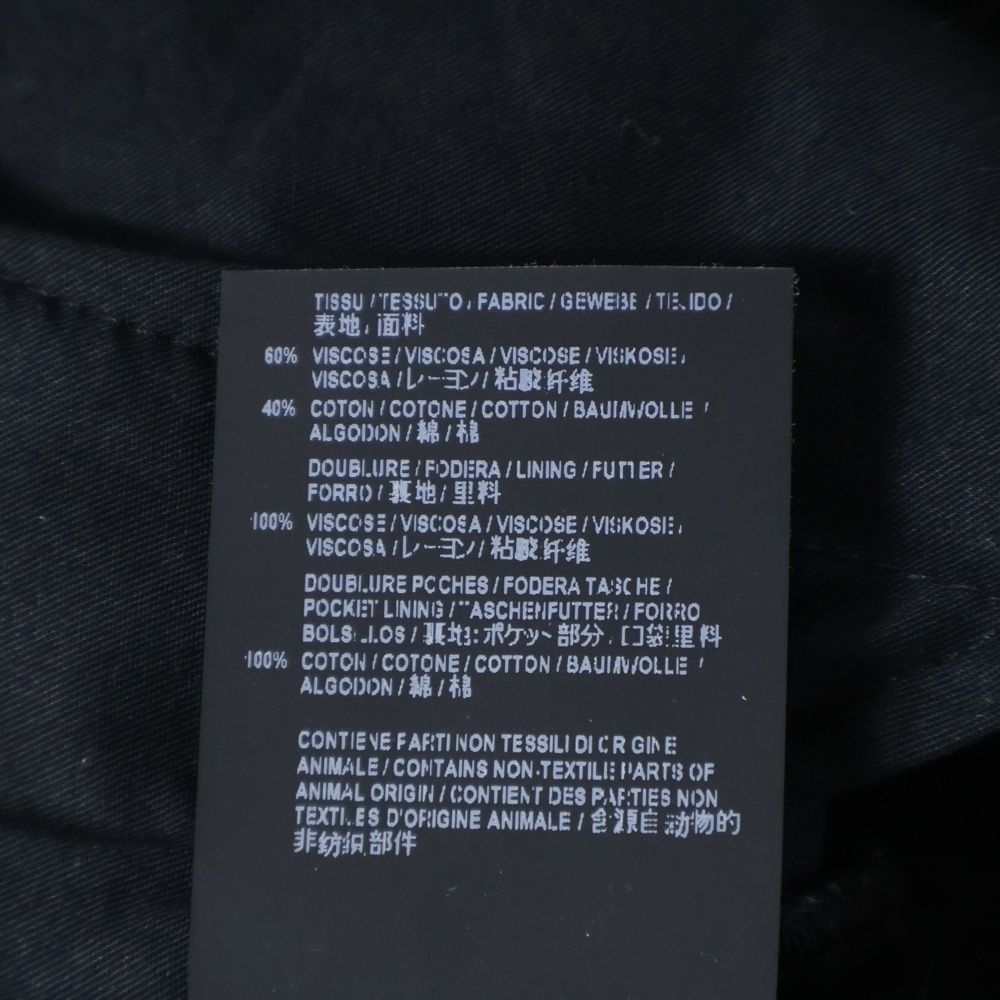 TISSU / TESSUTO / FABRIC / GEWEBE / TEJIDO /
表地 / 面料
60% VISCOSE / VISCOSA / VISCOSE / VISKOSE /
VISCOSA / レーヨン / 粘胶纤维
40% COTON / COTONE / COTTON / BAUMWOLLE /
ALGODON / 綿 / 棉
DOUBLURE / FODERA / LINING / FUTTER /
FORRO / 裏地 / 里料
100% VISCOSE / VISCOSA / VISCOSE / VISKOSE /
VISCOSA / レーヨン / 粘胶纤维
DOUBLURE POCHES / FODERA TASCHE /
POCKET LINING / TASCHENFUTTER / FORRO
BOLSILLOS / 裏地:ポケット部分 / 口袋里料
100% COTON / COTONE / COTTON / BAUMWOLLE /
ALGODON / 綿 / 棉
CONTIENE PARTI NON TESSILI DI ORIGINE
ANIMALE / CONTAINS NON-TEXTILE PARTS OF
ANIMAL ORIGIN / CONTIENT DES PARTIES NON
TEXTILES D'ORIGINE ANIMALE / 含源自动物的
非纺织部件